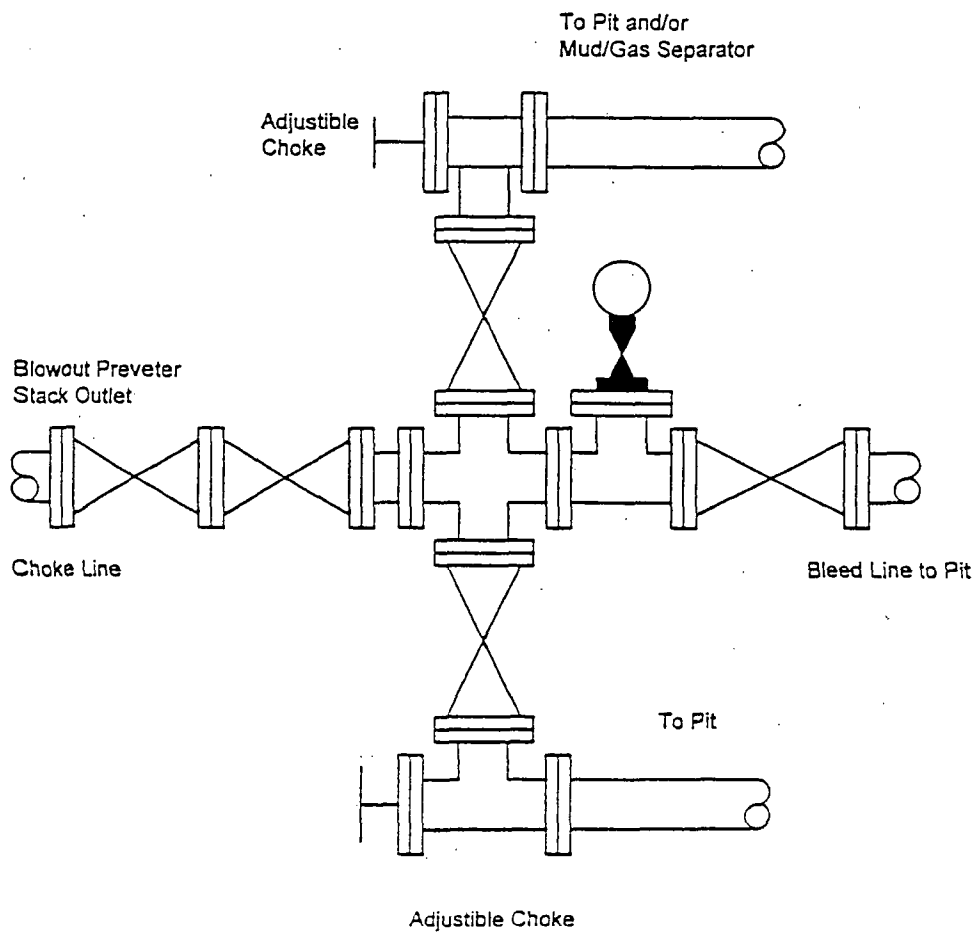 To Pit and/or
Mud/Gas Separator
Adjustible
Choke
Blowout Preveter
Stack Outlet
Choke Line
Bleed Line to Pit
To Pit
Adjustible Choke